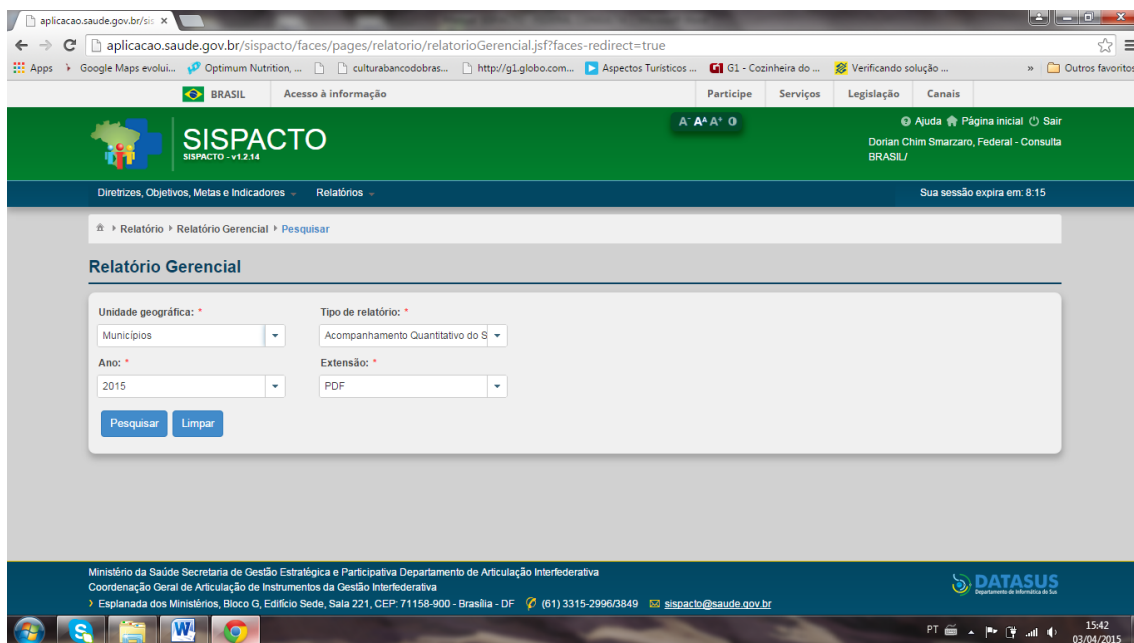 aplicacao.saude.gov.br/sis
aplicacao.saude.gov.br/sispacto/faces/pages/relatorio/relatorioGerencial.jsf?faces-redirect=true
Apps Google Maps evolui... Optimum Nutrition, ... culturabancodobras... http://g1.globo.com... Aspectos Turísticos ... G1 G1 - Cozinheira do ... Verificando solução ... » Outros favoritos
BRASIL Acesso à informação Participe Serviços Legislação Canais
A- A^A A+
Ajuda Página inicial Sair
SISPACTO
SISPACTO - v1.2.14
Dorian Chim Smarzaro, Federal - Consulta
BRASIL/
Diretrizes, Objetivos, Metas e Indicadores Relatórios Sua sessão expira em: 8:15
Relatório Relatório Gerencial Pesquisar
Relatório Gerencial
Unidade geográfica: * Tipo de relatório: *
Municípios Acompanhamento Quantitativo do S
Ano: * Extensão: *
2015 PDF
Pesquisar Limpar
Ministério da Saúde Secretaria de Gestão Estratégica e Participativa Departamento de Articulação Interfederativa
Coordenação Geral de Articulação de Instrumentos da Gestão Interfederativa
Esplanada dos Ministérios, Bloco G, Edifício Sede, Sala 221, CEP: 71158-900 - Brasília - DF (61) 3315-2996/3849 sispacto@saude.gov.br
DATASUS
Departamento de Informática do Sus
PT 15:42
03/04/2015